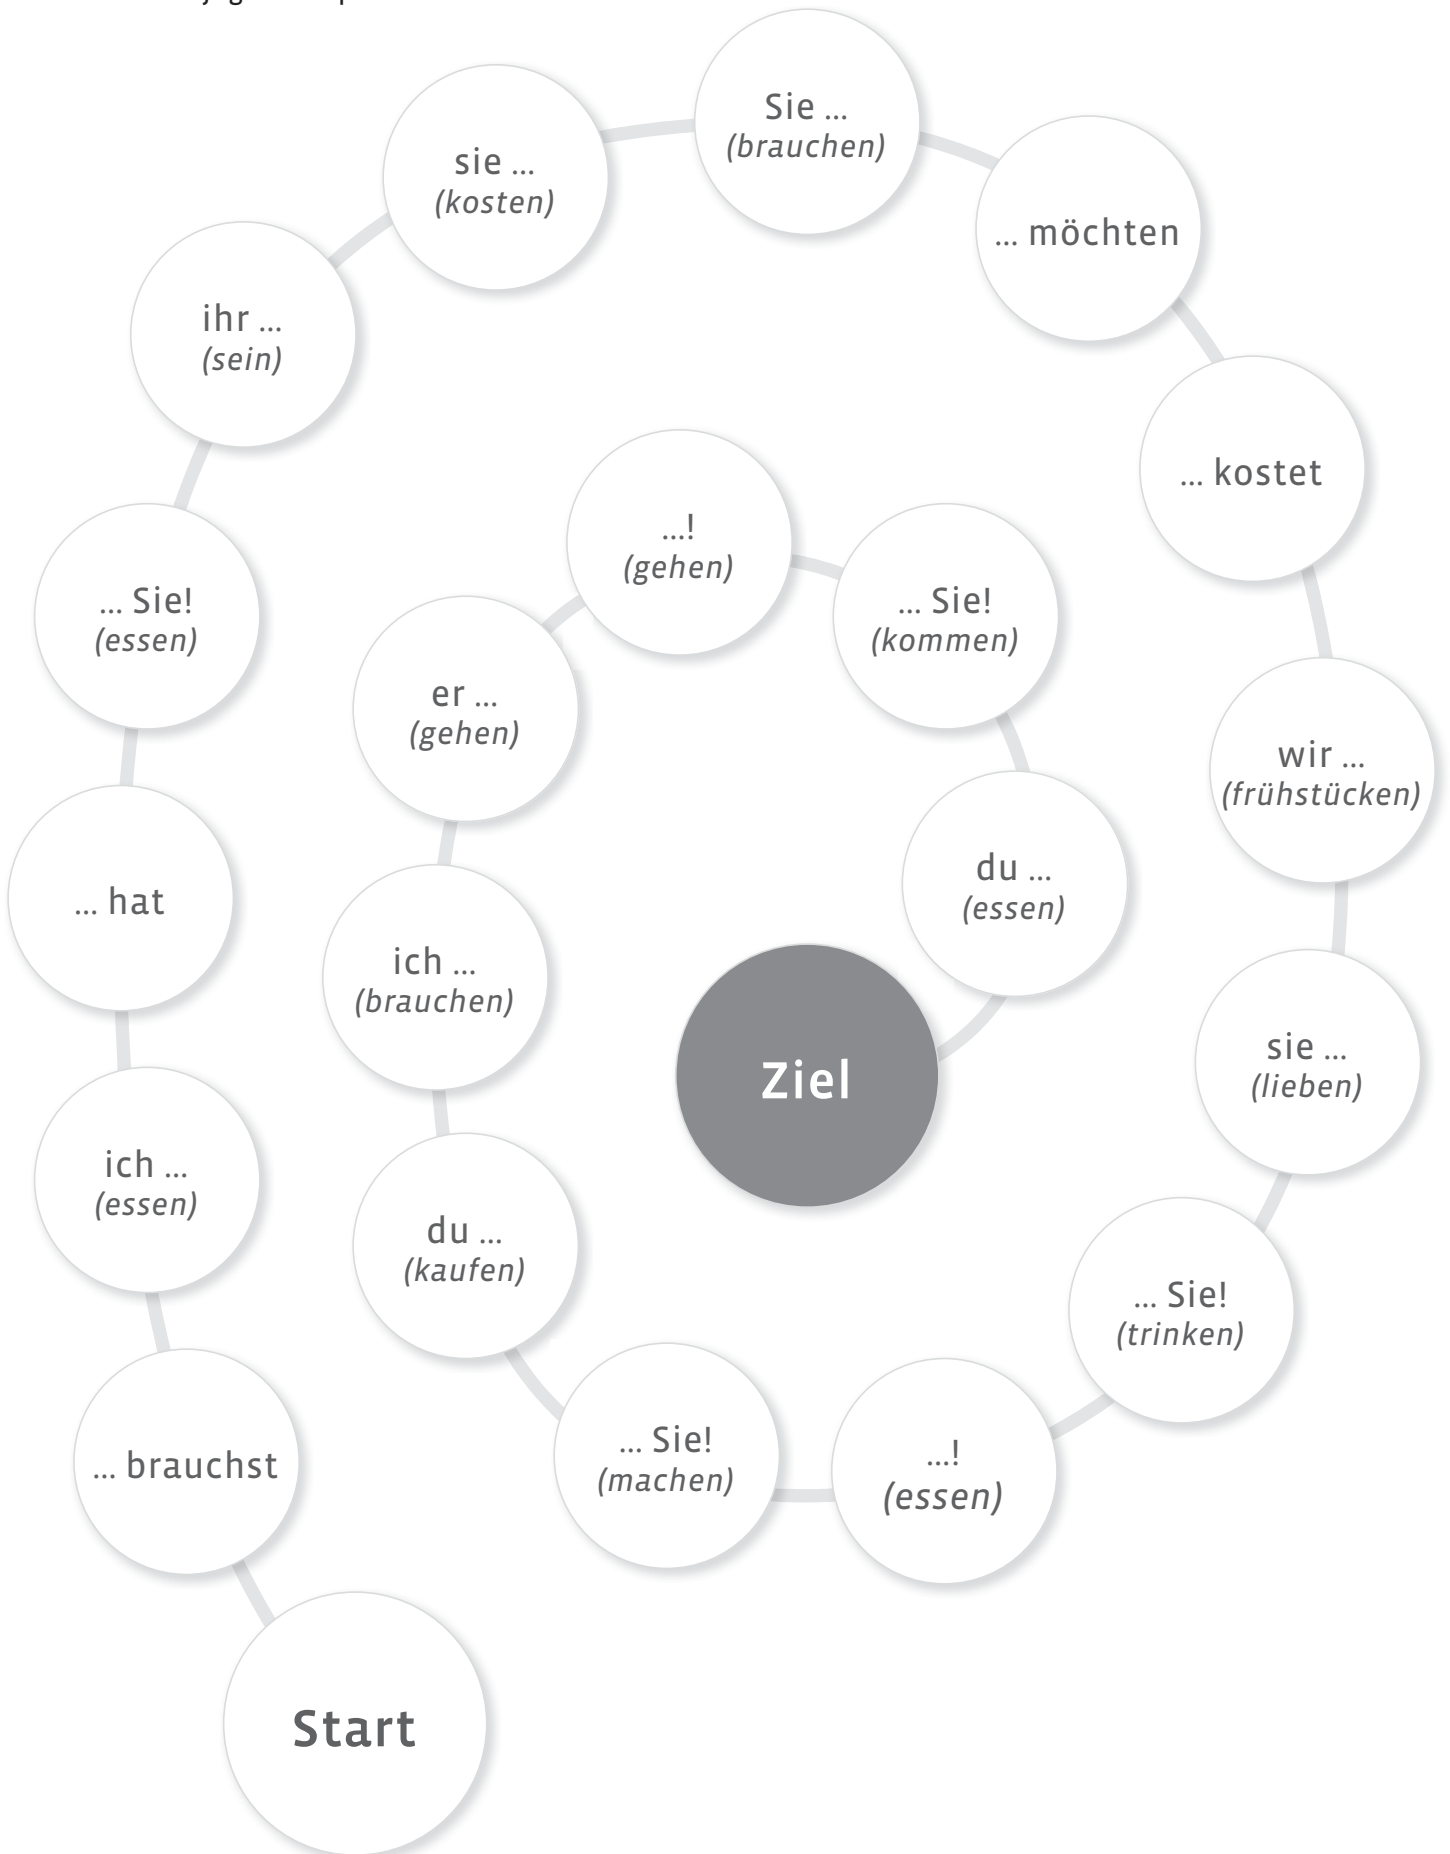 Start
... brauchst
ich ...
(essen)
... hat
... Sie!
(essen)
ihr ...
(sein)
sie ...
(kosten)
Sie ...
(brauchen)
... möchten
... kostet
wir ...
(frühstücken)
sie ...
(lieben)
... Sie!
(trinken)
...!
(essen)
... Sie!
(machen)
du ...
(kaufen)
ich ...
(brauchen)
er ...
(gehen)
...!
(gehen)
... Sie!
(kommen)
du ...
(essen)
Ziel